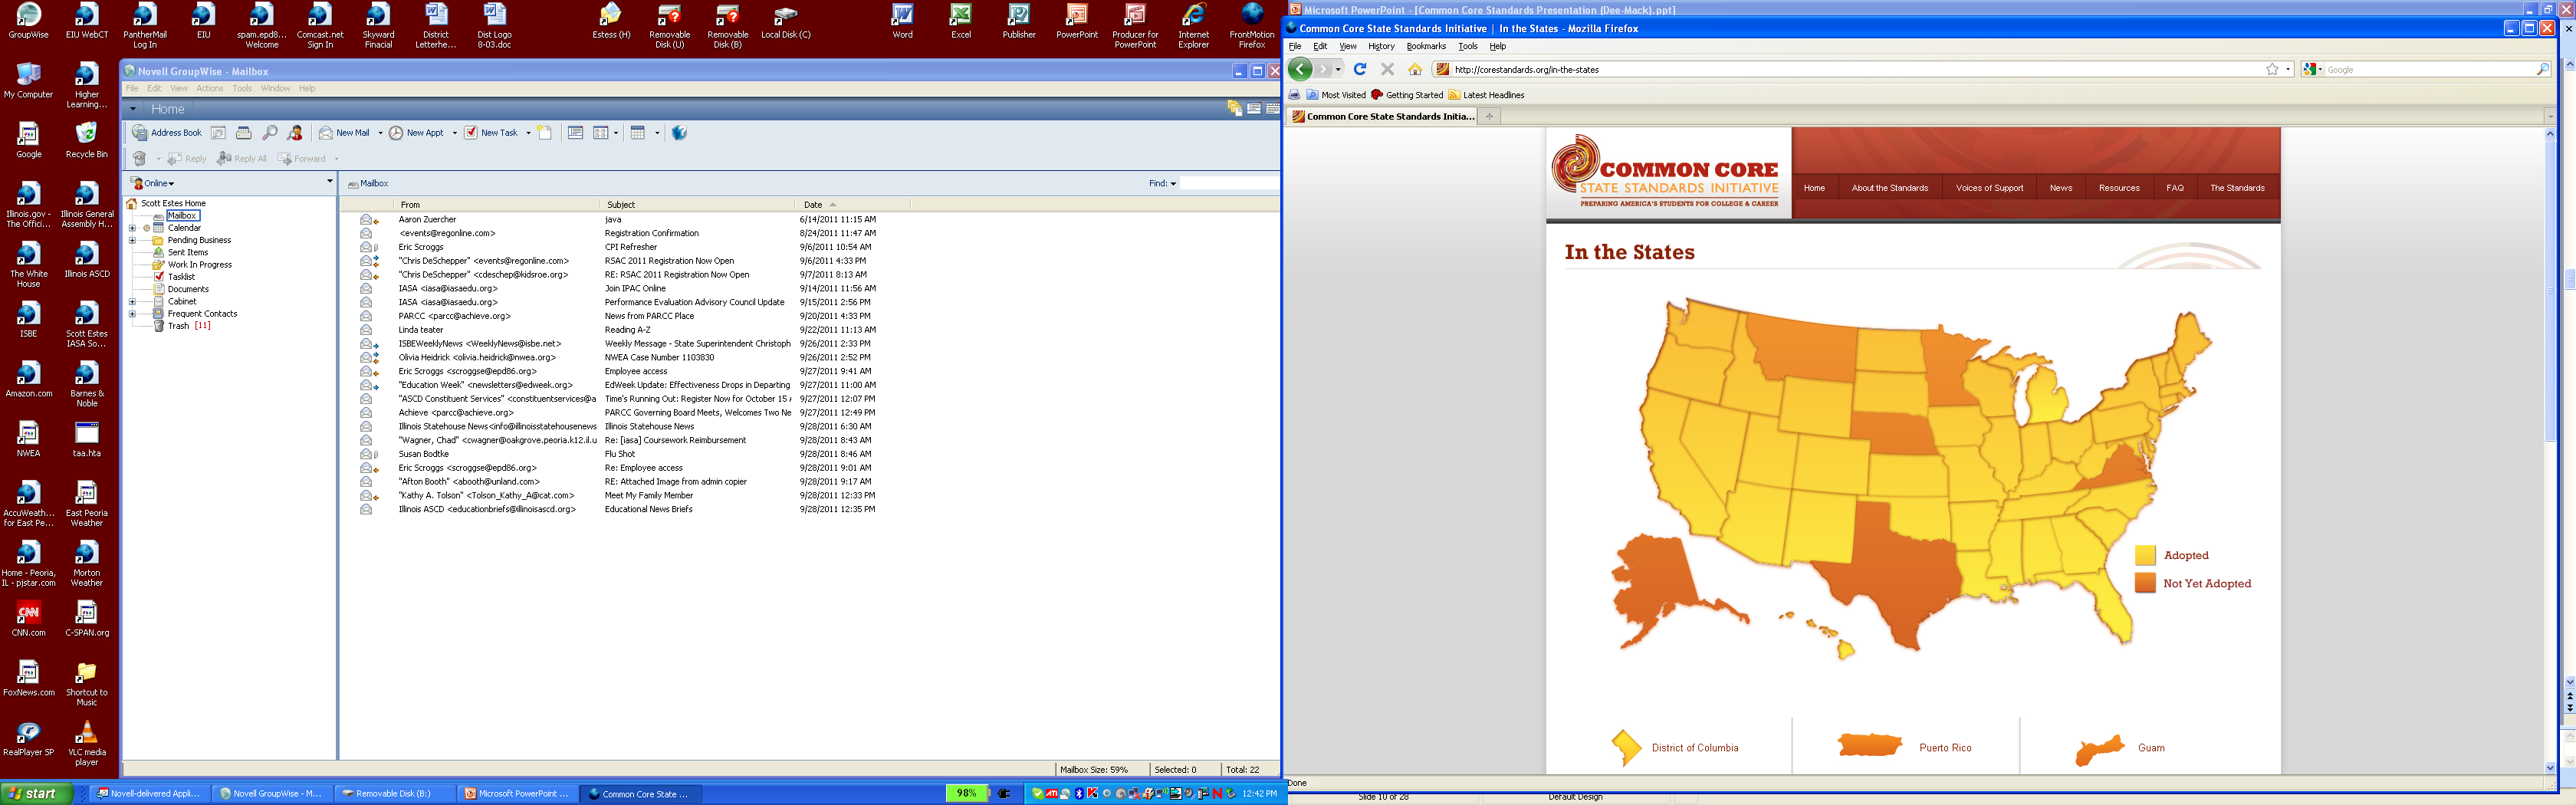 GroupWise
EIU WebCT
PantherMail
Log In
EIU
spam.epd8...
Welcome
Comcast.net
Sign In
Skyward
Finacial
District
Letterhe...
Dist Logo
8-03.doc
Estess (H)
Removable
Disk (U)
Removable
Disk (B)
Local Disk (C)
Word
Excel
Publisher
PowerPoint
Producer for
PowerPoint
Internet
Explorer
FrontMotion
Firefox
My Computer
Higher
Learning...
Google
Recycle Bin
Illinois.gov -
The Offici...
Illinois General
Assembly H...
The White
House
Illinois ASCD
ISBE
Scott Estes
IASA So...
Amazon.com
Barnes &
Noble
NWEA
taa.hta
AccuWeath...
for East Pe...
East Peoria
Weather
Home - Peoria,
IL - pjstar.com
Morton
Weather
CNN
CNN.com
C-SPAN.org
FoxNews.com
Shortcut to
Music
RealPlayer SP
VLC media
player
Novell GroupWise - Mailbox
File Edit View Actions Tools Window Help
Home
Address Book New Mail New Appt New Task
Reply Reply All Forward
Online
Mailbox Find:
Scott Estes Home
Mailbox
Calendar
Pending Business
Sent Items
Work In Progress
Tasklist
Documents
Cabinet
Frequent Contacts
Trash [11]
From Subject Date
Aaron Zuercher java 6/14/2011 11:15 AM
<events@regonline.com> Registration Confirmation 8/24/2011 11:47 AM
Eric Scroggs CPI Refresher 9/6/2011 10:54 AM
"Chris DeSchepper" <events@regonline.com> RSAC 2011 Registration Now Open 9/6/2011 4:33 PM
"Chris DeSchepper" <cdeschep@kidsroe.org> RE: RSAC 2011 Registration Now Open 9/7/2011 8:13 AM
IASA <iasa@iasaedu.org> Join IPAC Online 9/14/2011 11:56 AM
IASA <iasa@iasaedu.org> Performance Evaluation Advisory Council Update 9/15/2011 2:56 PM
PARCC <parcc@achieve.org> News from PARCC Place 9/20/2011 4:33 PM
Linda teater Reading A-Z 9/22/2011 11:13 AM
ISBEWeeklyNews <WeeklyNews@isbe.net> Weekly Message - State Superintendent Christoph 9/26/2011 2:33 PM
Olivia Heidrick <olivia.heidrick@nwea.org> NWEA Case Number 1103830 9/26/2011 2:52 PM
Eric Scroggs <scroggse@epd86.org> Employee access 9/27/2011 9:41 AM
"Education Week" <newsletters@edweek.org> EdWeek Update: Effectiveness Drops in Departing 9/27/2011 11:00 AM
"ASCD Constituent Services" <constituentservices@a Time's Running Out: Register Now for October 15 9/27/2011 12:07 PM
Achieve <parcc@achieve.org> PARCC Governing Board Meets, Welcomes Two Ne 9/27/2011 12:49 PM
Illinois Statehouse News<info@illinoisstatehousenews Illinois Statehouse News 9/28/2011 6:30 AM
"Wagner, Chad" <cwagner@oakgrove.peoria.k12.il.u Re: [iasa] Coursework Reimbursement 9/28/2011 8:43 AM
Susan Bodtke Flu Shot 9/28/2011 8:46 AM
Eric Scroggs <scroggse@epd86.org> Re: Employee access 9/28/2011 9:01 AM
"Afton Booth" <abooth@unland.com> RE: Attached Image from admin copier 9/28/2011 9:17 AM
"Kathy A. Tolson" <Tolson_Kathy_A@cat.com> Meet My Family Member 9/28/2011 12:33 PM
Illinois ASCD <educationbriefs@illinoisascd.org> Educational News Briefs 9/28/2011 12:35 PM
Mailbox Size: 59% Selected: 0 Total: 22
Microsoft PowerPoint - [Common Core Standards Presentation (Dee-Mack).ppt]
Common Core State Standards Initiative | In the States - Mozilla Firefox
File Edit View History Bookmarks Tools Help
http://corestandards.org/in-the-states
Google
Most Visited Getting Started Latest Headlines
Common Core State Standards Initia...
COMMON CORE
STATE STANDARDS INITIATIVE
PREPARING AMERICA'S STUDENTS FOR COLLEGE & CAREER
Home About the Standards Voices of Support News Resources FAQ The Standards
In the States
Adopted
Not Yet Adopted
District of Columbia Puerto Rico Guam
Done
Slide 10 of 28 Default Design
start Novell-delivered Appli... Novell GroupWise - M... Removable Disk (B:) Microsoft PowerPoint ... Common Core State ... 98% 12:42 PM